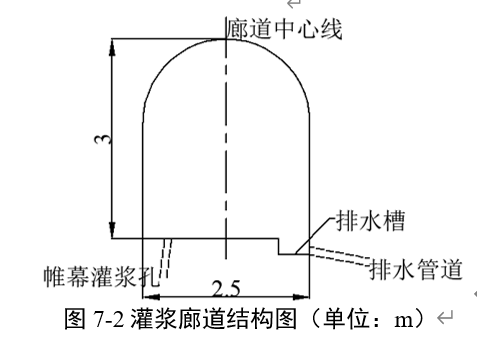 廊道中心线
3
排水槽
排水管道
帷幕灌浆孔
2.5
图 7-2 灌浆廊道结构图（单位：m）